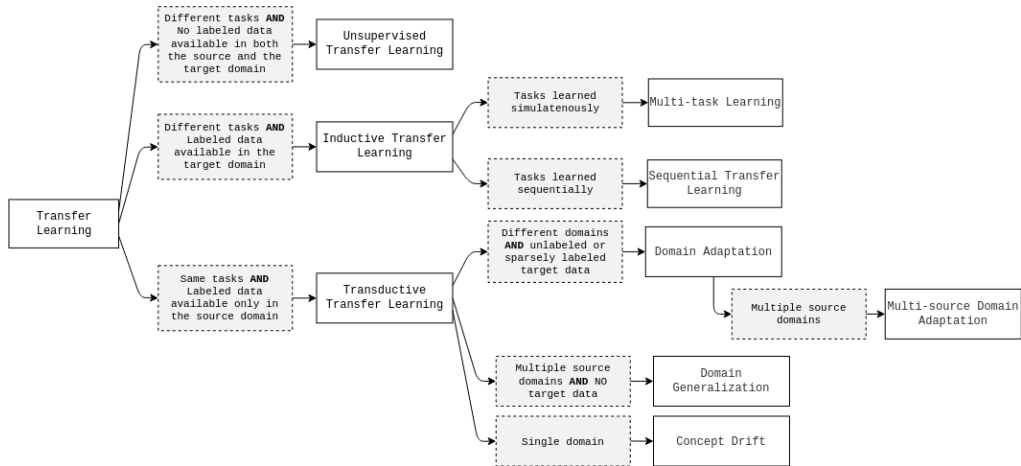 Transfer
Learning
Different tasks AND
No labeled data
available in both
the source and the
target domain
Unsupervised
Transfer Learning
Different tasks AND
Labeled data
available in the
target domain
Inductive Transfer
Learning
Tasks learned
simulatenously
Multi-task Learning
Tasks learned
sequentially
Sequential Transfer
Learning
Same tasks AND
Labeled data
available only in
the source domain
Transductive
Transfer Learning
Different domains
AND unlabeled or
sparsely labeled
target data
Domain Adaptation
Multiple source
domains
Multi-source Domain
Adaptation
Multiple source
domains AND NO
target data
Domain
Generalization
Single domain
Concept Drift